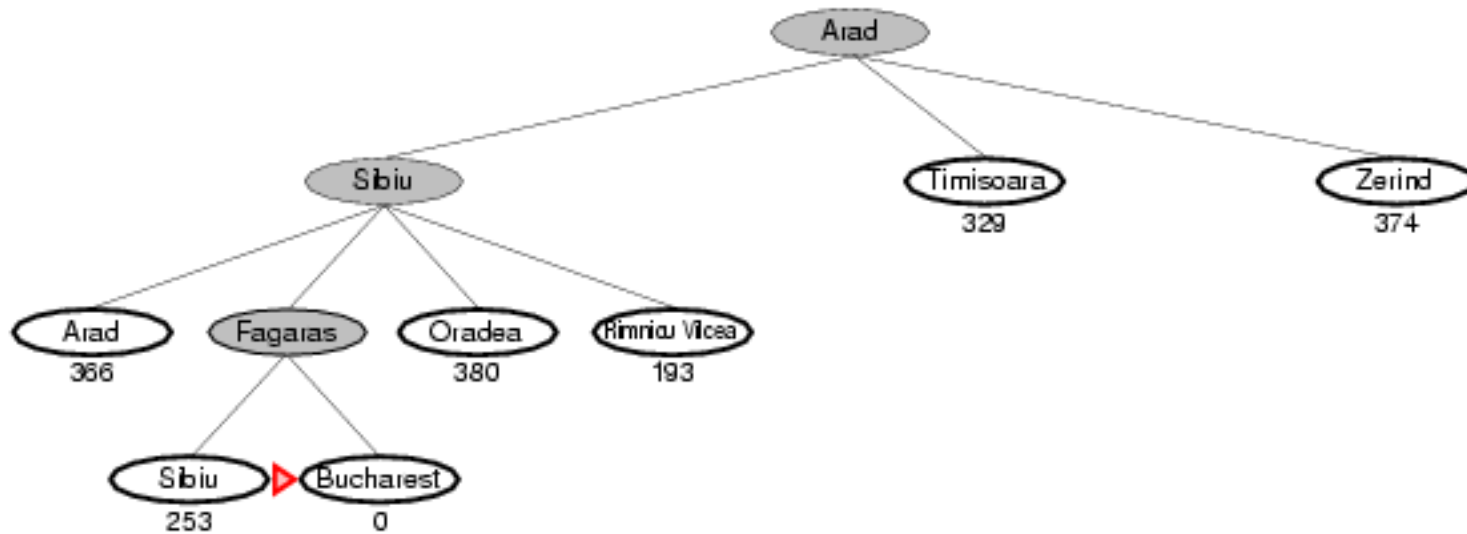 Arad
Sibiu
Timisoara
Zerind
329
374
Arad
Fagaras
Oradea
Rimnicu Vilcea
366
380
193
Sibiu
Bucharest
253
0